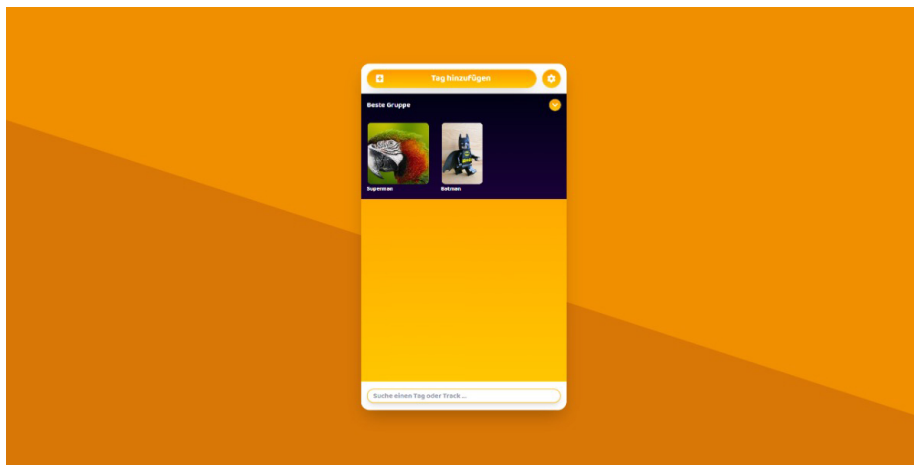 Tag hinzufügen
Beste Gruppe
Superman
Batman
Suche einen Tag oder Track ...